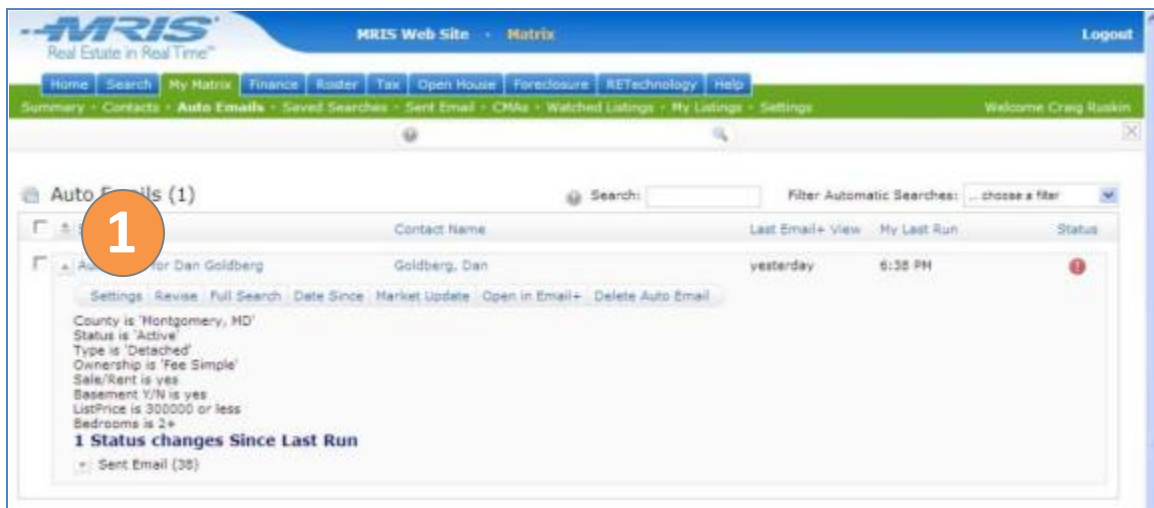 MRIS
Real Estate in Real Time™
MRIS Web Site · Matrix
Logout
Home Search My Matrix Finance Roster Tax Open House Foreclosure RETechnology Help
Summary · Contacts · Auto Emails · Saved Searches · Sent Email · CMAs · Watched Listings · My Listings · Settings
Welcome Craig Ruskin
Auto Emails (1)
Search:
Filter Automatic Searches: ... choose a filter
1
Contact Name
Last Email+ View
My Last Run
Status
for Dan Goldberg
Goldberg, Dan
yesterday
6:38 PM
Settings Revise Full Search Date Since Market Update Open in Email+ Delete Auto Email
County is 'Montgomery, MD'
Status is 'Active'
Type is 'Detached'
Ownership is 'Fee Simple'
Sale/Rent is yes
Basement Y/N is yes
ListPrice is 300000 or less
Bedrooms is 2+
1 Status changes Since Last Run
Sent Email (38)